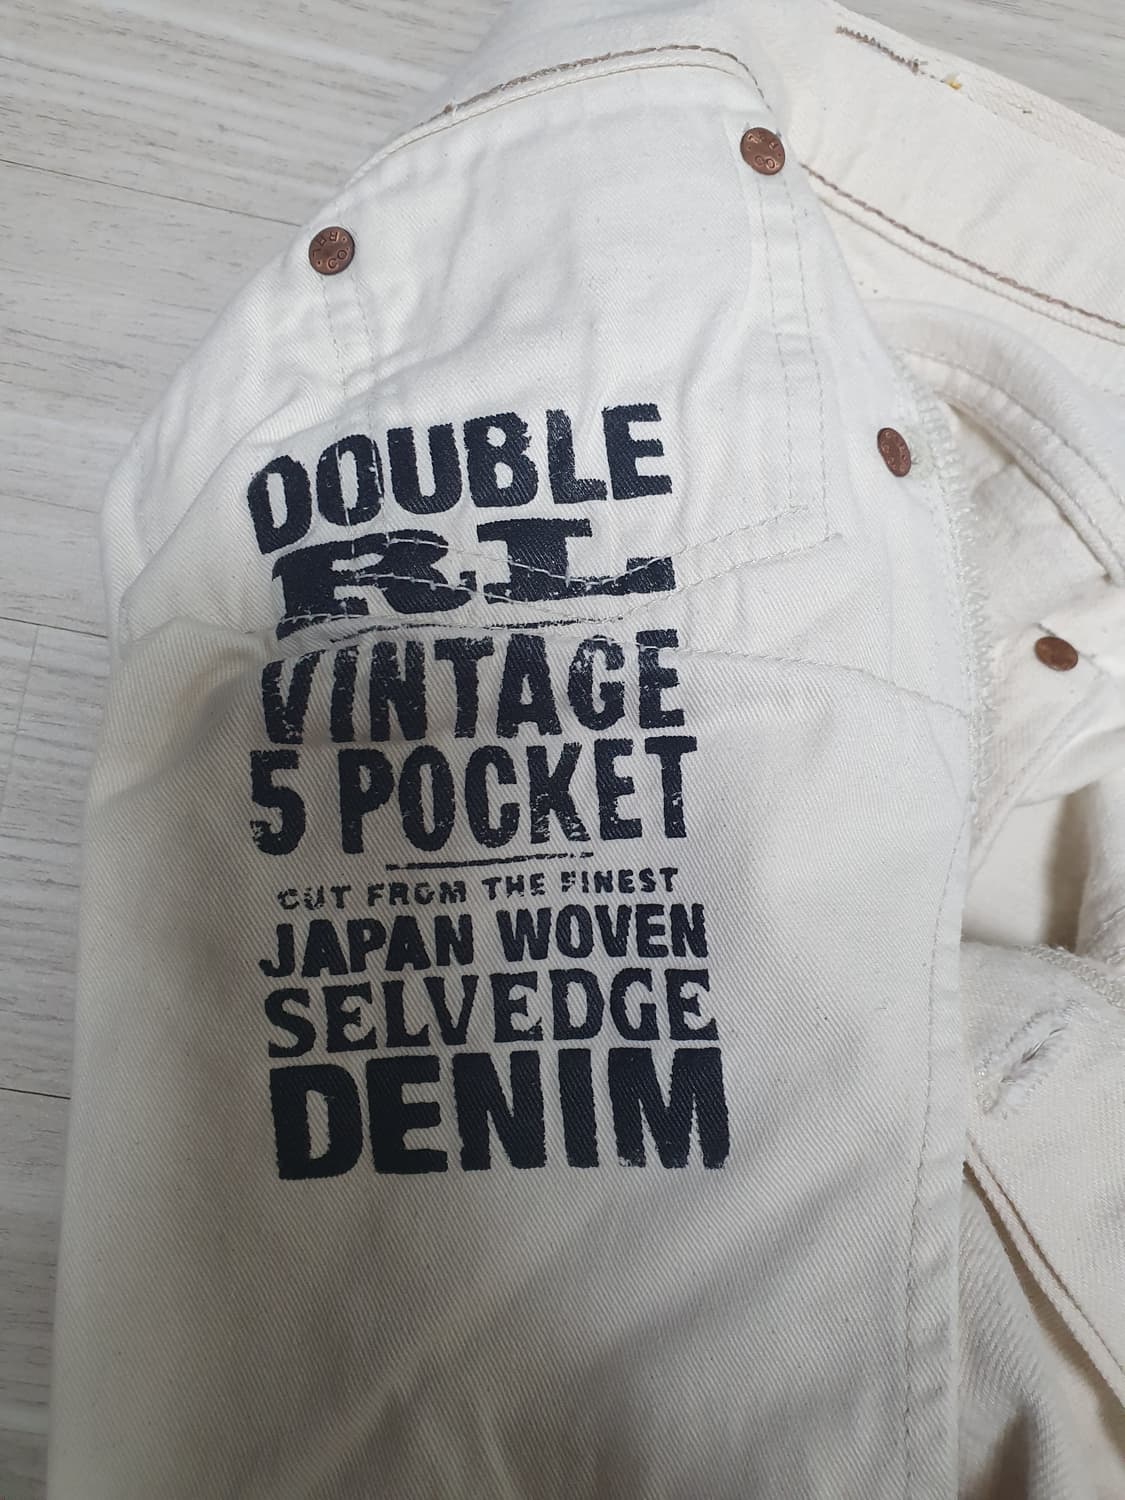 DOUBLE
RL
VINTAGE
5 POCKET
CUT FROM THE FINEST
JAPAN WOVEN
SELVEDGE
DENIM